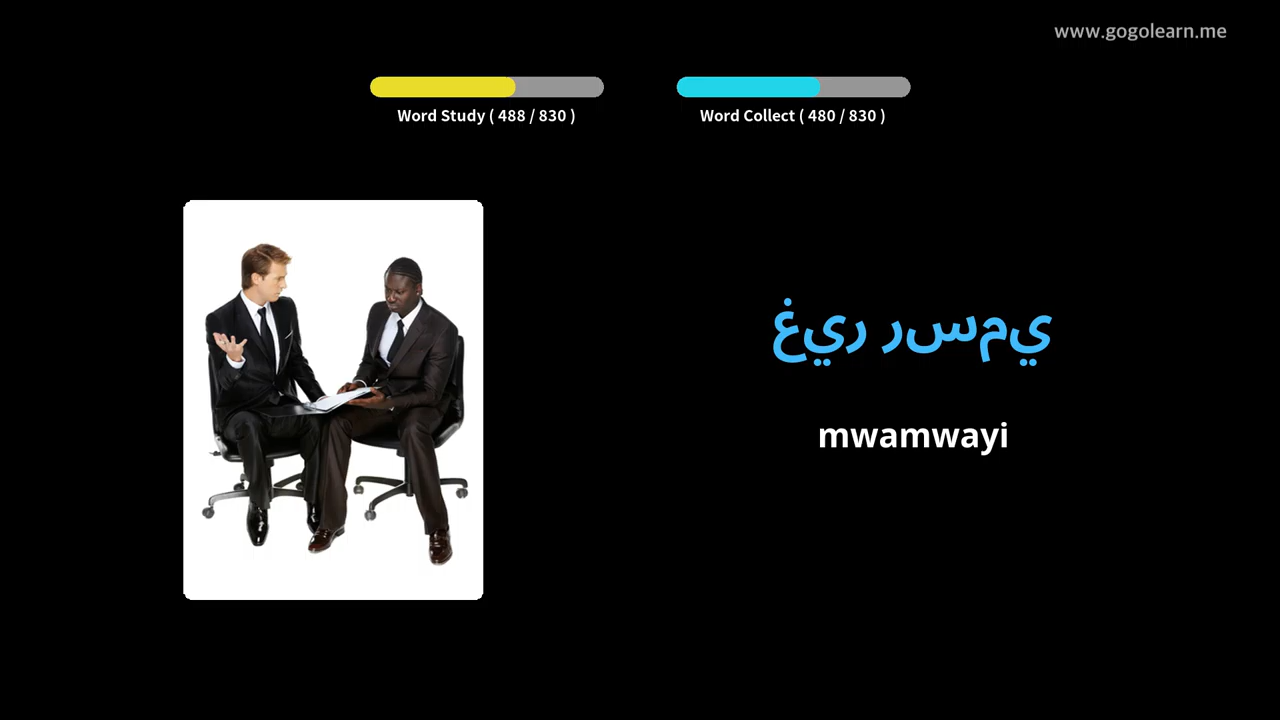 www.gogolearn.me
Word Study ( 488 / 830 )
Word Collect ( 480 / 830 )
غير رسمي
mwamwayi